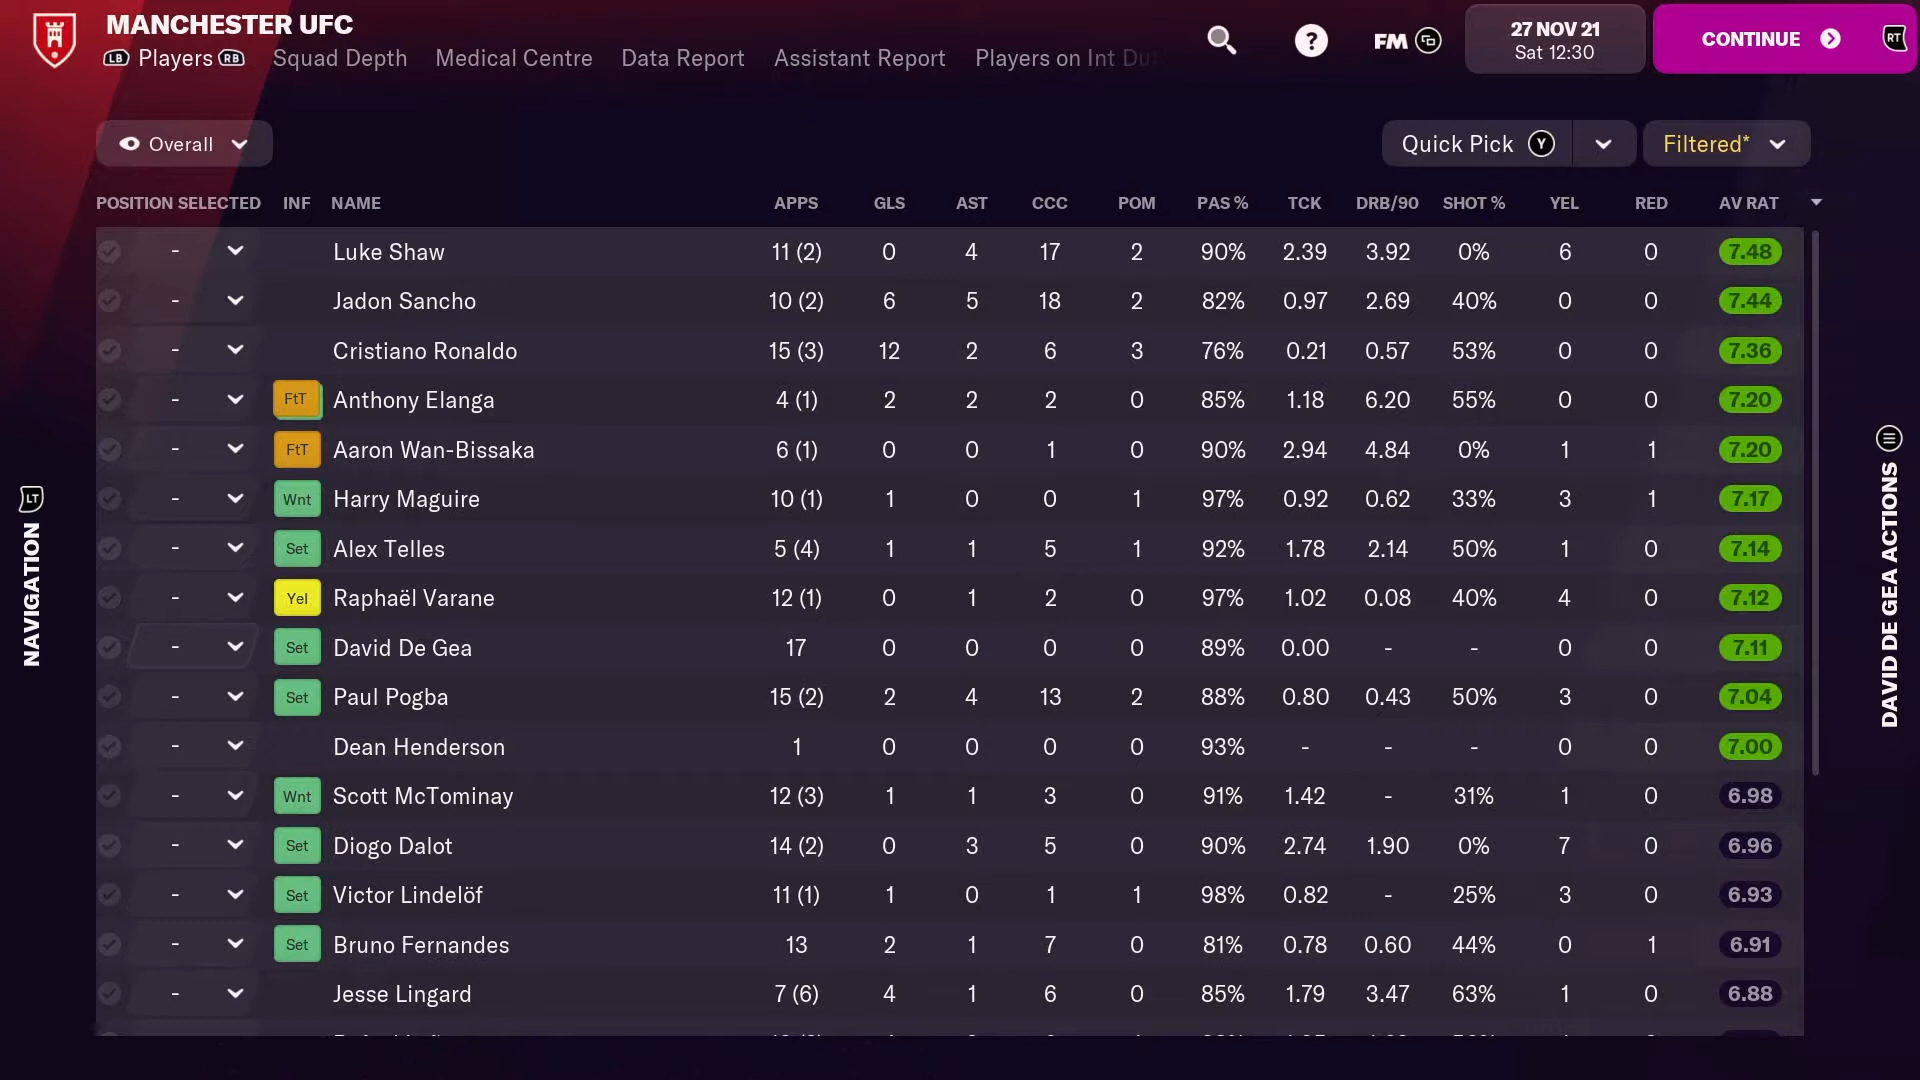 MANCHESTER UFC
LB Players RB Squad Depth Medical Centre Data Report Assistant Report Players on Int Dut
? FM 27 NOV 21 CONTINUE RT
Sat 12:30
Overall Quick Pick Y Filtered*
POSITION SELECTED INF NAME APPS GLS AST CCC POM PAS % TCK DRB/90 SHOT % YEL RED AV RAT
- Luke Shaw 11 (2) 0 4 17 2 90% 2.39 3.92 0% 6 0 7.48
- Jadon Sancho 10 (2) 6 5 18 2 82% 0.97 2.69 40% 0 0 7.44
- Cristiano Ronaldo 15 (3) 12 2 6 3 76% 0.21 0.57 53% 0 0 7.36
- FtT Anthony Elanga 4 (1) 2 2 2 0 85% 1.18 6.20 55% 0 0 7.20
- FtT Aaron Wan-Bissaka 6 (1) 0 0 1 0 90% 2.94 4.84 0% 1 1 7.20
- Wnt Harry Maguire 10 (1) 1 0 0 1 97% 0.92 0.62 33% 3 1 7.17
- Set Alex Telles 5 (4) 1 1 5 1 92% 1.78 2.14 50% 1 0 7.14
- Yel Raphaël Varane 12 (1) 0 1 2 0 97% 1.02 0.08 40% 4 0 7.12
- Set David De Gea 17 0 0 0 0 89% 0.00 - - 0 0 7.11
- Set Paul Pogba 15 (2) 2 4 13 2 88% 0.80 0.43 50% 3 0 7.04
- Dean Henderson 1 0 0 0 0 93% - - - 0 0 7.00
- Wnt Scott McTominay 12 (3) 1 1 3 0 91% 1.42 - 31% 1 0 6.98
- Set Diogo Dalot 14 (2) 0 3 5 0 90% 2.74 1.90 0% 7 0 6.96
- Set Victor Lindelöf 11 (1) 1 0 1 1 98% 0.82 - 25% 3 0 6.93
- Set Bruno Fernandes 13 2 1 7 0 81% 0.78 0.60 44% 0 1 6.91
- Jesse Lingard 7 (6) 4 1 6 0 85% 1.79 3.47 63% 1 0 6.88
NAVIGATION LT
DAVID DE GEA ACTIONS